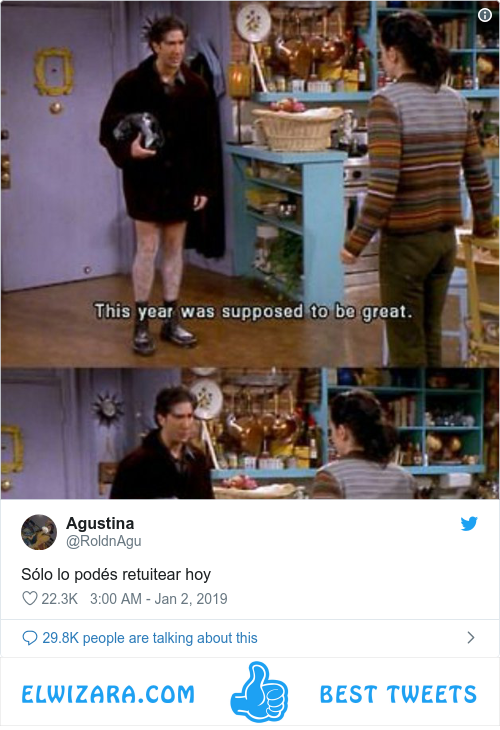 This year was supposed to be great.
Agustina
@RoldnAgu
Sólo lo podés retuitear hoy
22.3K 3:00 AM - Jan 2, 2019
29.8K people are talking about this
ELWIZARA.COM BEST TWEETS